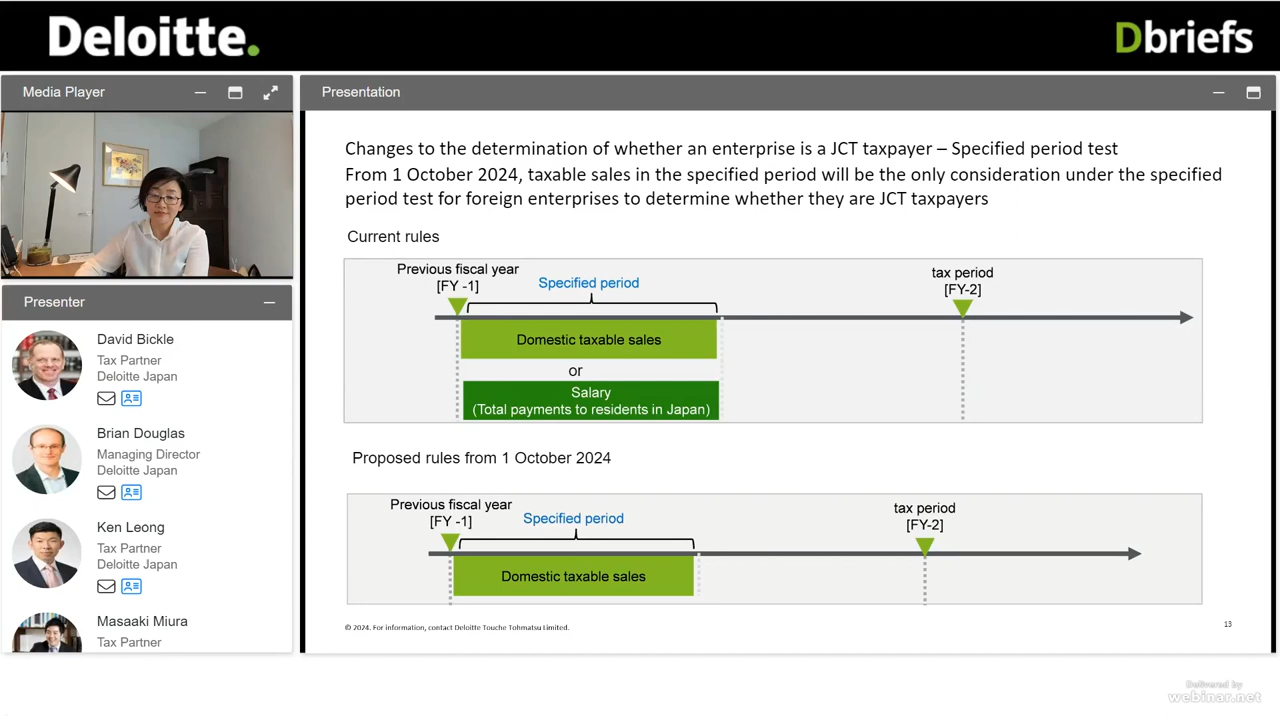 Deloitte.
Dbriefs
Media Player
Presenter
David Bickle
Tax Partner
Deloitte Japan
Brian Douglas
Managing Director
Deloitte Japan
Ken Leong
Tax Partner
Deloitte Japan
Masaaki Miura
Tax Partner
Presentation
Changes to the determination of whether an enterprise is a JCT taxpayer – Specified period test
From 1 October 2024, taxable sales in the specified period will be the only consideration under the specified
period test for foreign enterprises to determine whether they are JCT taxpayers
Current rules
Previous fiscal year
[FY -1]
Specified period
tax period
[FY-2]
Domestic taxable sales
or
Salary
(Total payments to residents in Japan)
Proposed rules from 1 October 2024
Previous fiscal year
[FY -1]
Specified period
tax period
[FY-2]
Domestic taxable sales
© 2024. For information, contact Deloitte Touche Tohmatsu Limited.
13
Delivered by
webinar.net